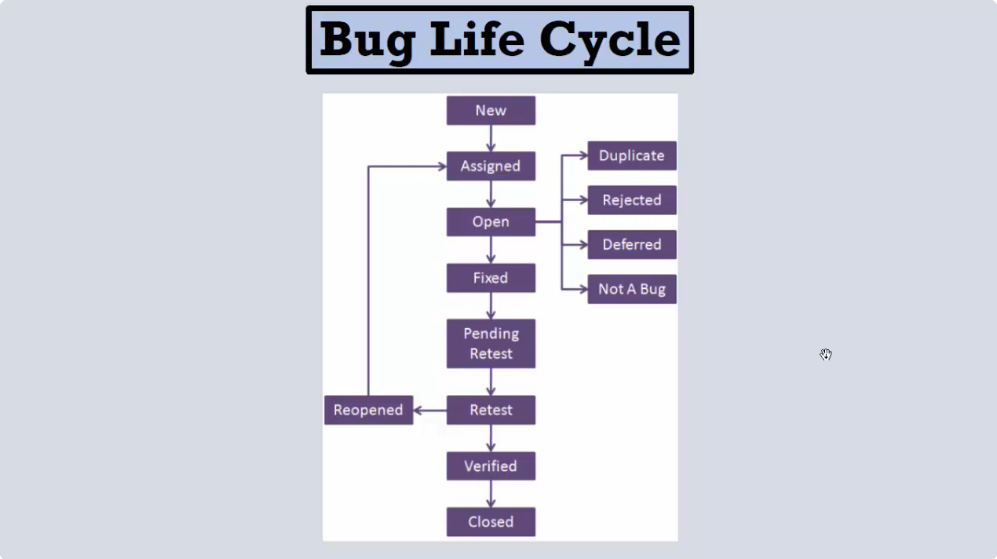 Bug Life Cycle
New
Assigned
Duplicate
Rejected
Open
Deferred
Fixed
Not A Bug
Pending
Retest
Reopened
Retest
Verified
Closed